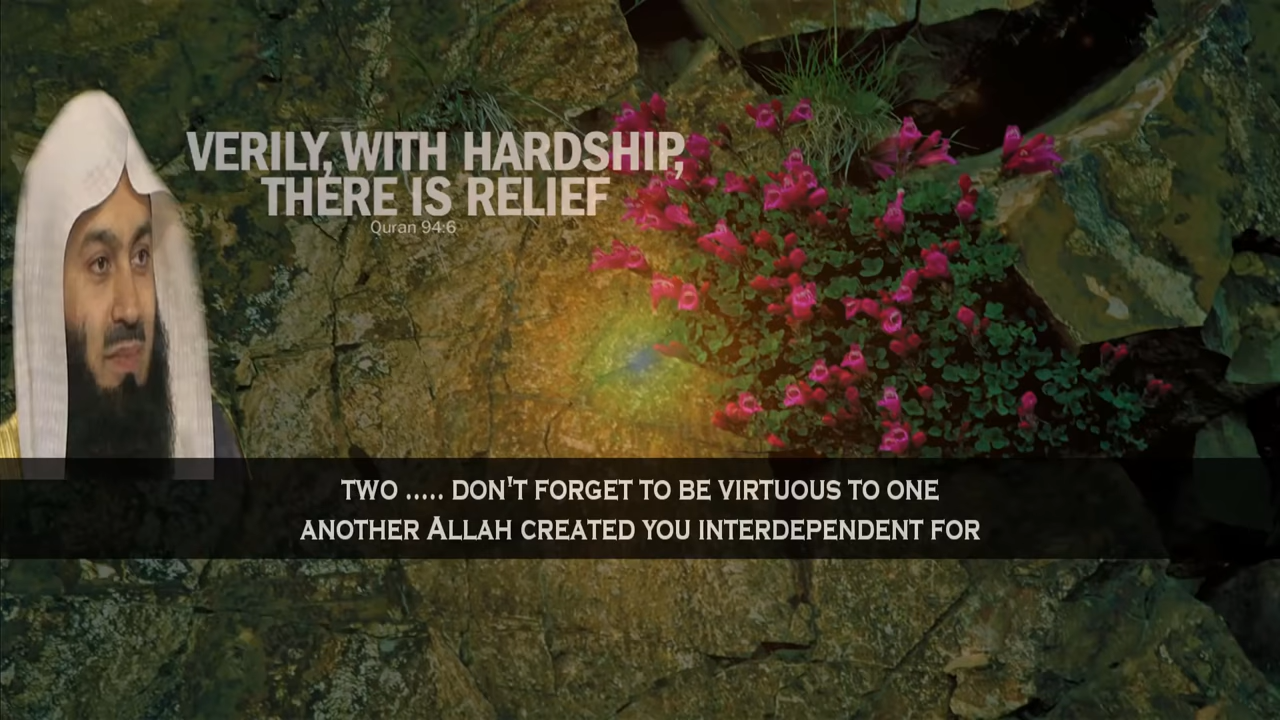 VERILY, WITH HARDSHIP,
THERE IS RELIEF
Quran 94:6
TWO ..... DON'T FORGET TO BE VIRTUOUS TO ONE
ANOTHER ALLAH CREATED YOU INTERDEPENDENT FOR